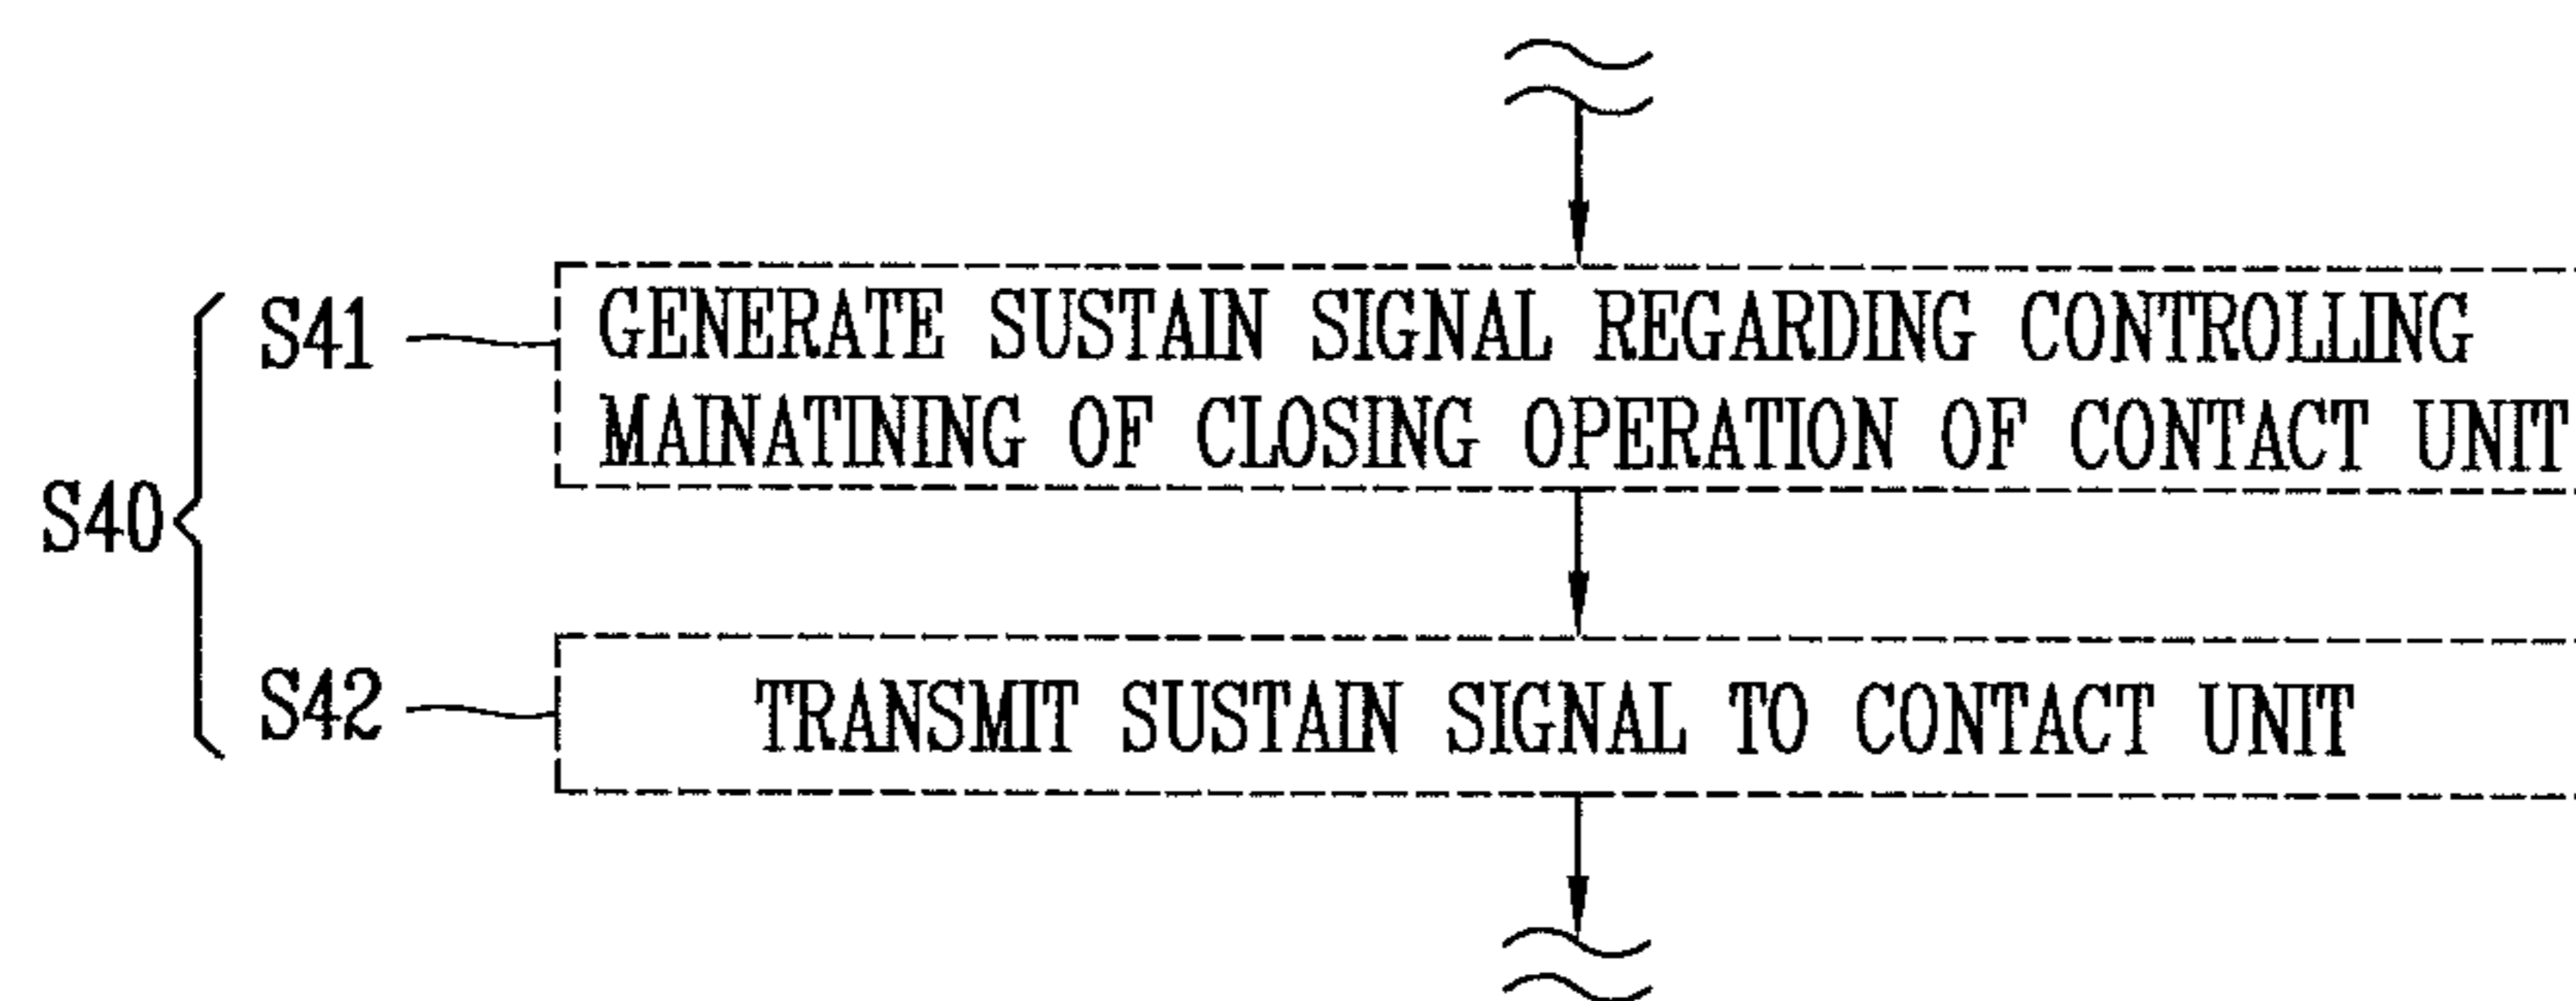 S41 GENERATE SUSTAIN SIGNAL REGARDING CONTROLLING
MAINATINING OF CLOSING OPERATION OF CONTACT UNIT
S40
S42 TRANSMIT SUSTAIN SIGNAL TO CONTACT UNIT